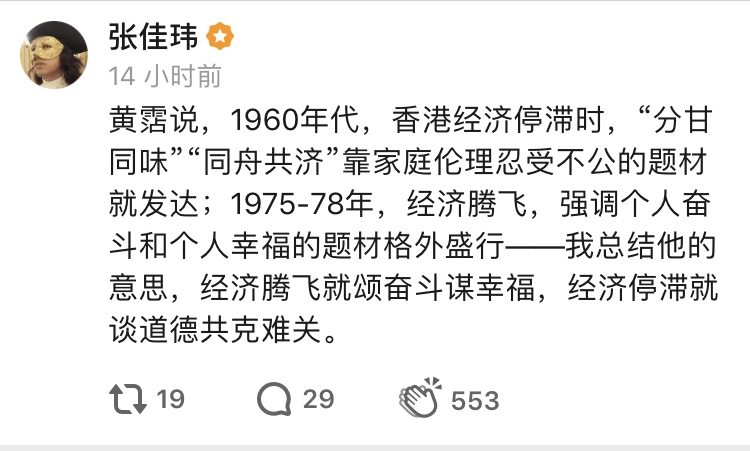 张佳玮
14 小时前
黄霑说，1960年代，香港经济停滞时，“分甘
同味”“同舟共济”靠家庭伦理忍受不公的题材
就发达；1975-78年，经济腾飞，强调个人奋
斗和个人幸福的题材格外盛行——我总结他的
意思，经济腾飞就颂奋斗谋幸福，经济停滞就
谈道德共克难关。
19 29 553